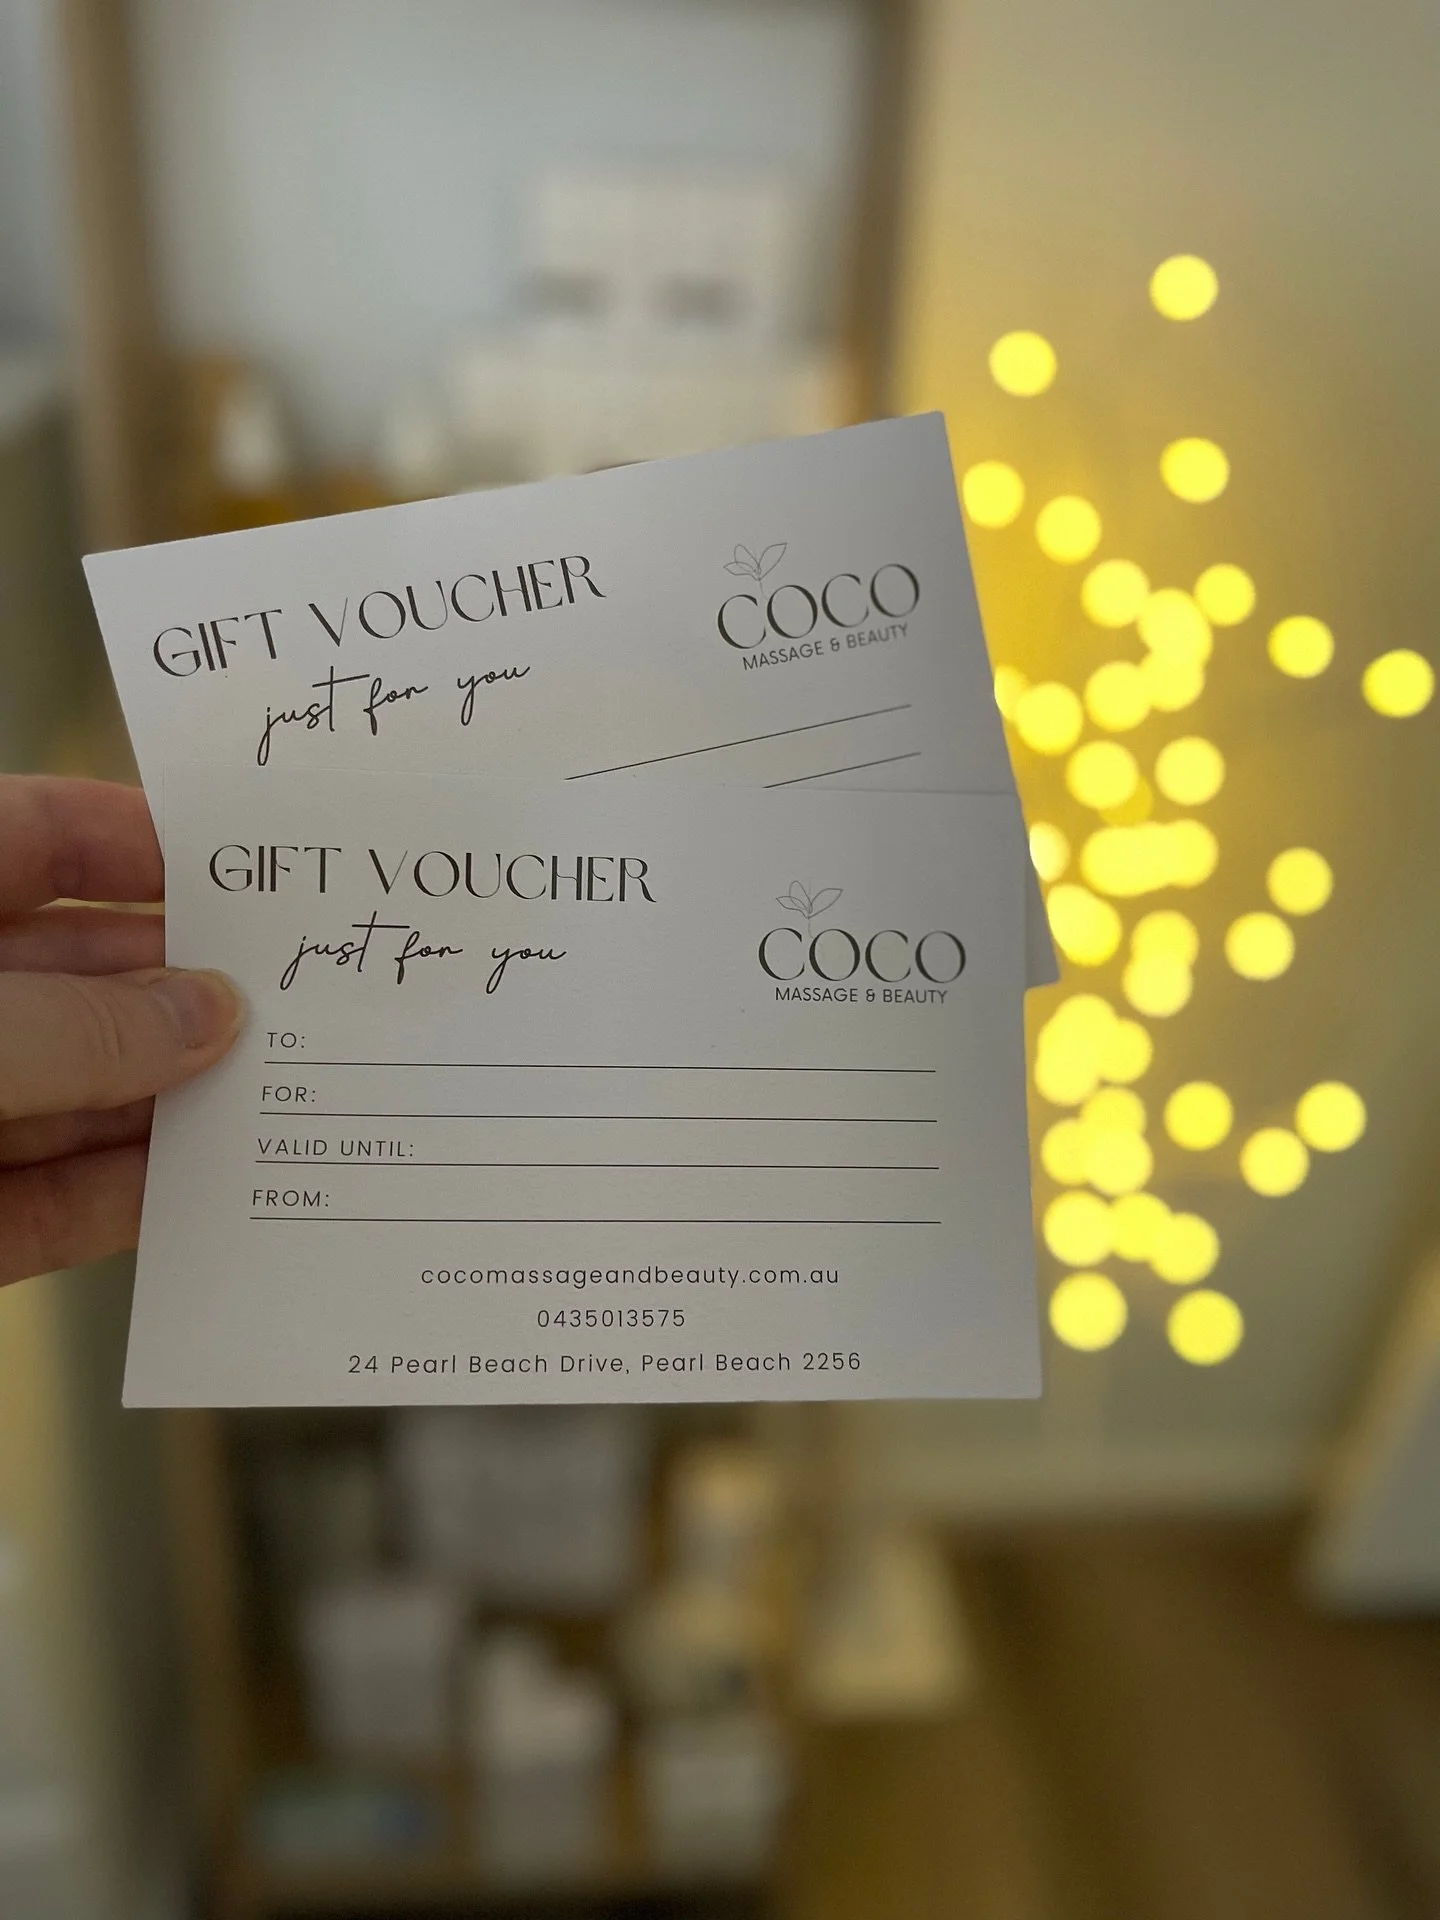 GIFT VOUCHER
just for you
COCO
MASSAGE & BEAUTY
GIFT VOUCHER
just for you
COCO
MASSAGE & BEAUTY
TO:
FOR:
VALID UNTIL:
FROM:
cocomassageandbeauty.com.au
0435013575
24 Pearl Beach Drive, Pearl Beach 2256